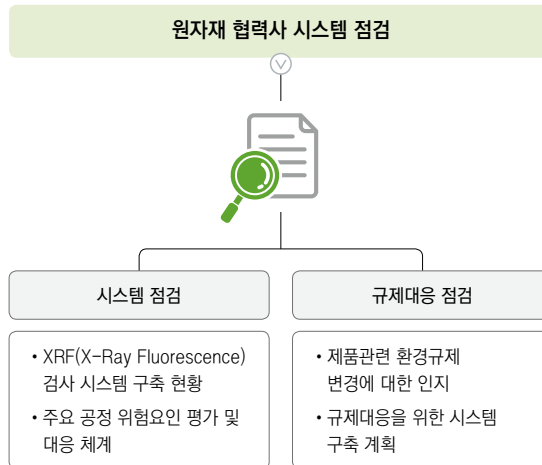 원자재 협력사 시스템 점검
시스템 점검
• XRF(X-Ray Fluorescence)
검사 시스템 구축 현황
• 주요 공정 위험요인 평가 및
대응 체계
규제대응 점검
• 제품관련 환경규제
변경에 대한 인지
• 규제대응을 위한 시스템
구축 계획